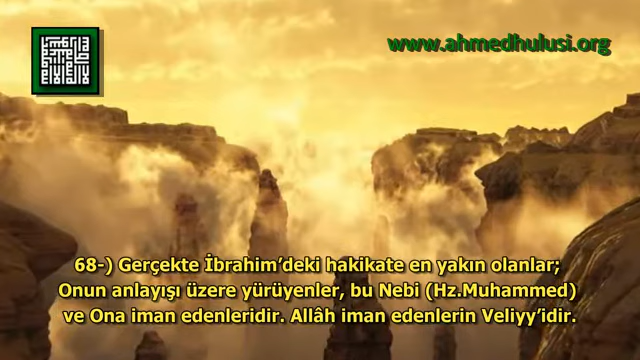 www.ahmedhulusi.org
68-) Gerçekte İbrahim’deki hakikate en yakın olanlar;
Onun anlayışı üzere yürüyenler, bu Nebi (Hz.Muhammed)
ve Ona iman edenleridir. Allâh iman edenlerin Veliyy’idir.